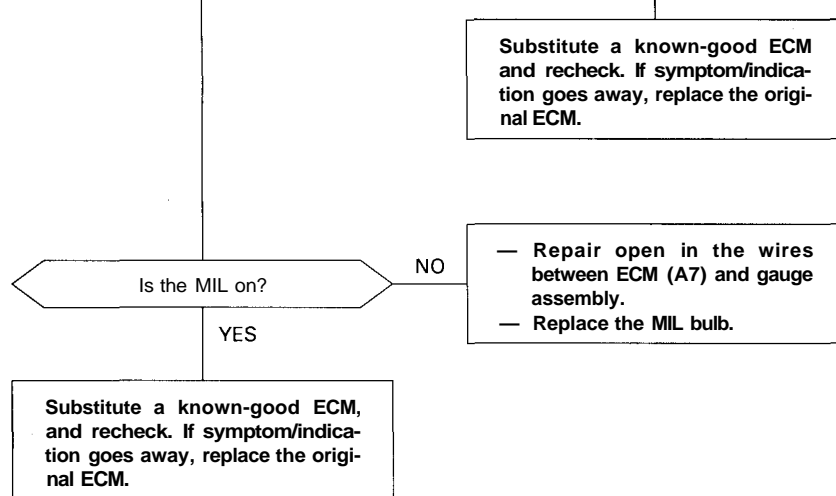 Substitute a known-good ECM
and recheck. If symptom/indica-
tion goes away, replace the origi-
nal ECM.
Is the MIL on?
NO
— Repair open in the wires
between ECM (A7) and gauge
assembly.
— Replace the MIL bulb.
YES
Substitute a known-good ECM,
and recheck. If symptom/indica-
tion goes away, replace the origi-
nal ECM.